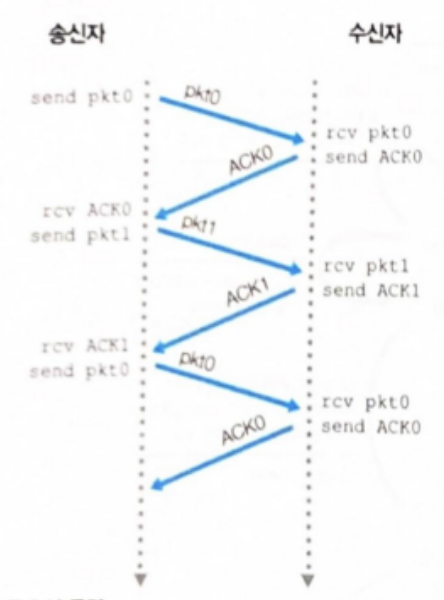 송신자
수신자
send pkt0
pkt0
rcv pkt0
send ACK0
ACK0
rcv ACK0
send pkt1
pkt1
rcv pkt1
send ACK1
ACK1
rcv ACK1
send pkt0
pkt0
rcv pkt0
send ACK0
ACK0